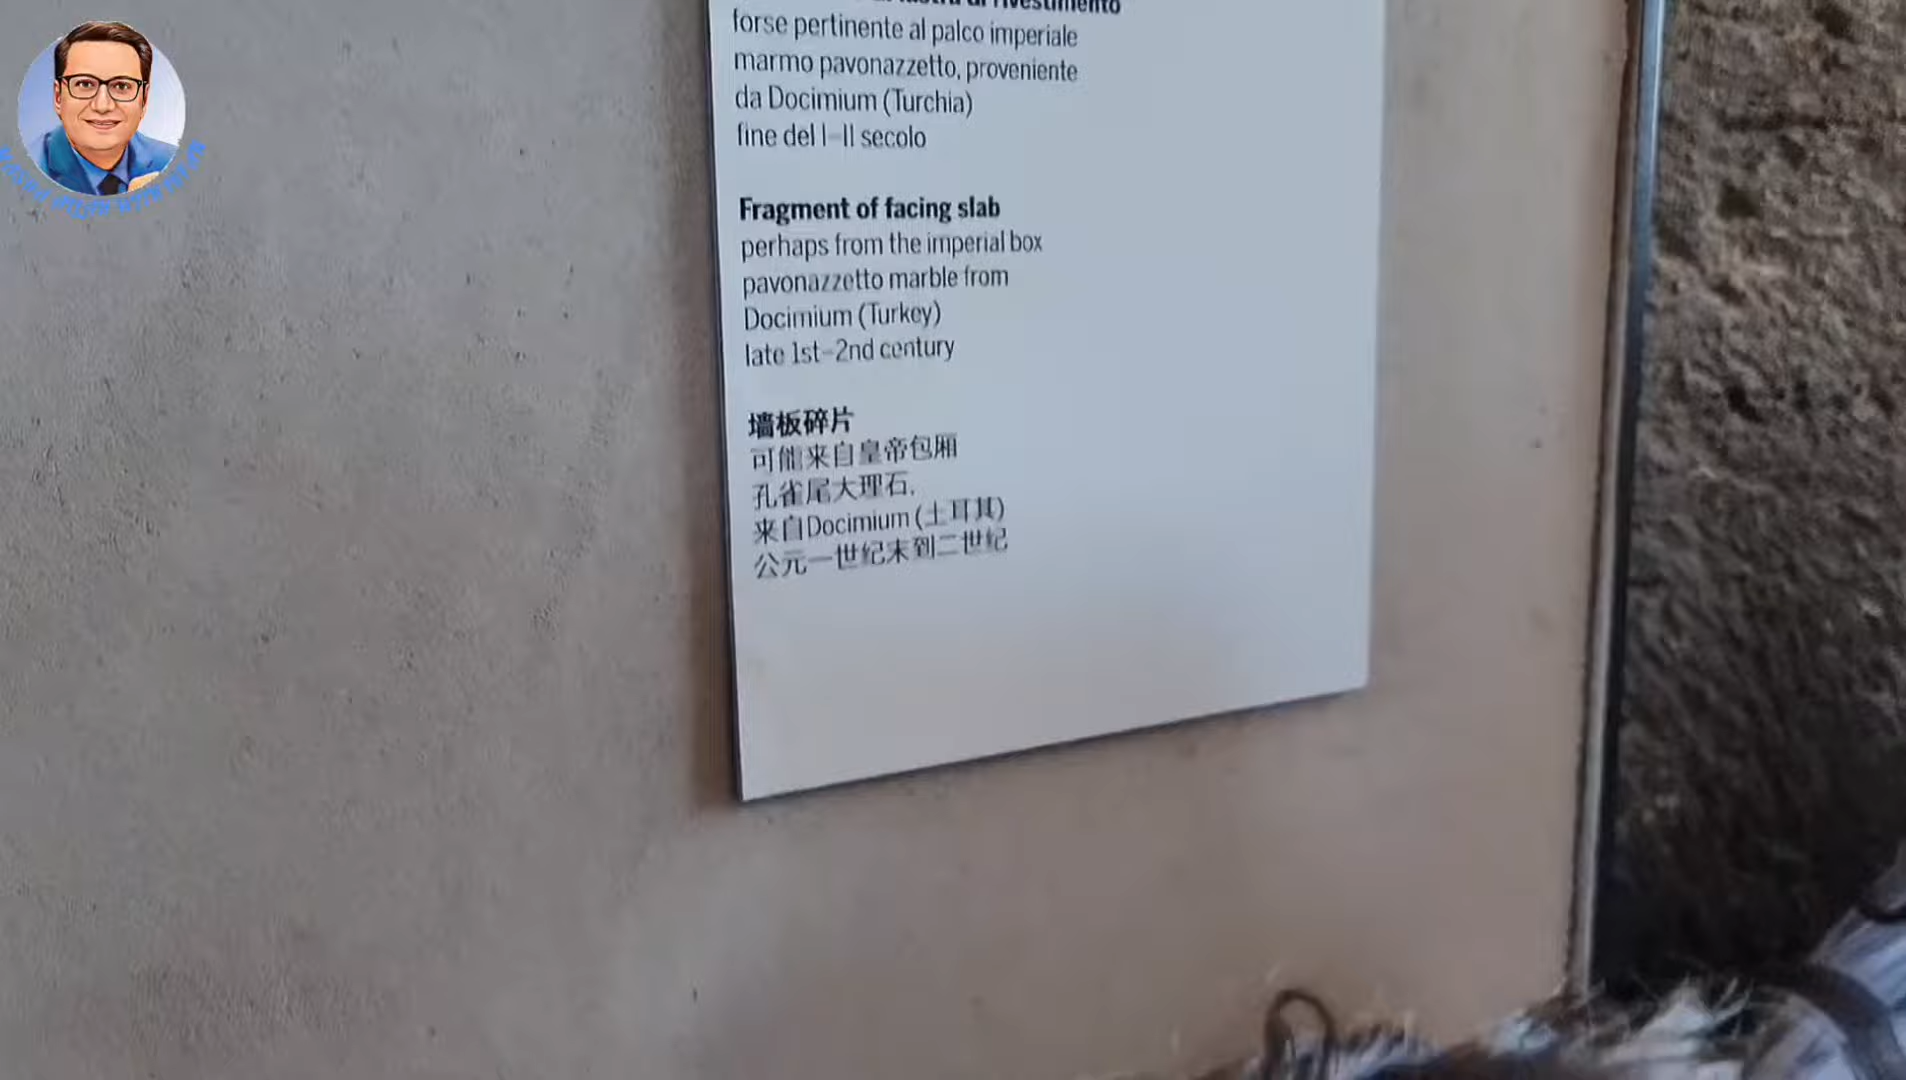 di rivestimento
forse pertinente al palco imperiale
marmo pavonazzetto, proveniente
da Docimium (Turchia)
fine del I-II secolo
Fragment of facing slab
perhaps from the imperial box
pavonazzetto marble from
Docimium (Turkey)
late 1st-2nd century
墙板碎片
可能来自皇帝包厢
孔雀尾大理石,
来自Docimium (土耳其)
公元一世纪末到二世纪